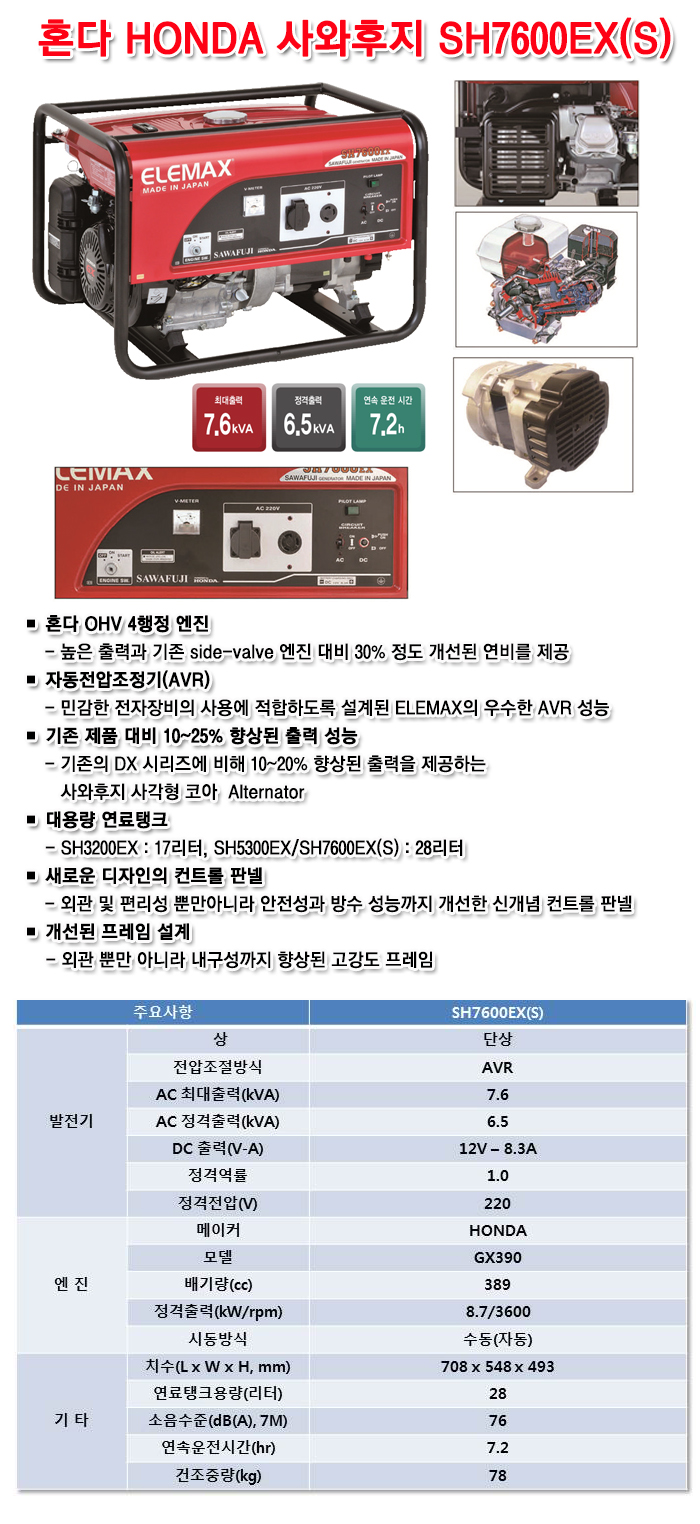 혼다 HONDA 사와후지 SH7600EX(S)
SH7600EX
SAWAFUJI GENERATOR MADE IN JAPAN
ELEMAX
MADE IN JAPAN
V-METER
AC 220V
PILOT LAMP
CIRCUIT
BREAKER
AC DC
START
ENGINE SW.
OIL ALERT
SAWAFUJI
HONDA
최대출력
7.6kVA
정격출력
6.5kVA
연속 운전 시간
7.2h
LEMAX
DE IN JAPAN
SH7600EX
SAWAFUJI GENERATOR MADE IN JAPAN
V-METER
AC 220V
PILOT LAMP
CIRCUIT
BREAKER
ON
OFF
PUSH
ON
OFF
AC DC
ON
OFF START
ENGINE SW.
OIL ALERT
SAWAFUJI
HONDA
■ 혼다 OHV 4행정 엔진
- 높은 출력과 기존 side-valve 엔진 대비 30% 정도 개선된 연비를 제공
■ 자동전압조정기(AVR)
- 민감한 전자장비의 사용에 적합하도록 설계된 ELEMAX의 우수한 AVR 성능
■ 기존 제품 대비 10~25% 향상된 출력 성능
- 기존의 DX 시리즈에 비해 10~20% 향상된 출력을 제공하는
사와후지 사각형 코아 Alternator
■ 대용량 연료탱크
- SH3200EX : 17리터, SH5300EX/SH7600EX(S) : 28리터
■ 새로운 디자인의 컨트롤 판넬
- 외관 및 편리성 뿐만아니라 안전성과 방수 성능까지 개선한 신개념 컨트롤 판넬
■ 개선된 프레임 설계
- 외관 뿐만 아니라 내구성까지 향상된 고강도 프레임
주요사항 SH7600EX(S)
발전기
상 단상
전압조절방식 AVR
AC 최대출력(kVA) 7.6
AC 정격출력(kVA) 6.5
DC 출력(V-A) 12V – 8.3A
정격역률 1.0
정격전압(V) 220
엔 진
메이커 HONDA
모델 GX390
배기량(cc) 389
정격출력(kW/rpm) 8.7/3600
시동방식 수동(자동)
기 타
치수(L x W x H, mm) 708 x 548 x 493
연료탱크용량(리터) 28
소음수준(dB(A), 7M) 76
연속운전시간(hr) 7.2
건조중량(kg) 78